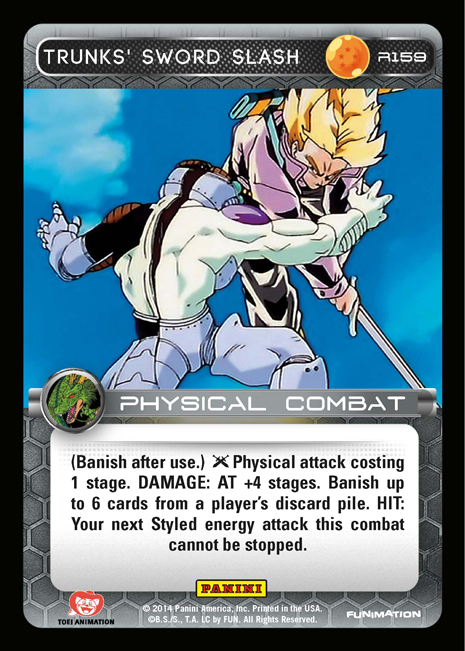 TRUNKS' SWORD SLASH
R159
PHYSICAL COMBAT
(Banish after use.) Physical attack costing
1 stage. DAMAGE: AT +4 stages. Banish up
to 6 cards from a player's discard pile. HIT:
Your next Styled energy attack this combat
cannot be stopped.
PANINI
© 2014 Panini America, Inc. Printed in the USA.
©B.S./S., T.A. LC by FUN. All Rights Reserved.
TOEI ANIMATION
FUNIMATION